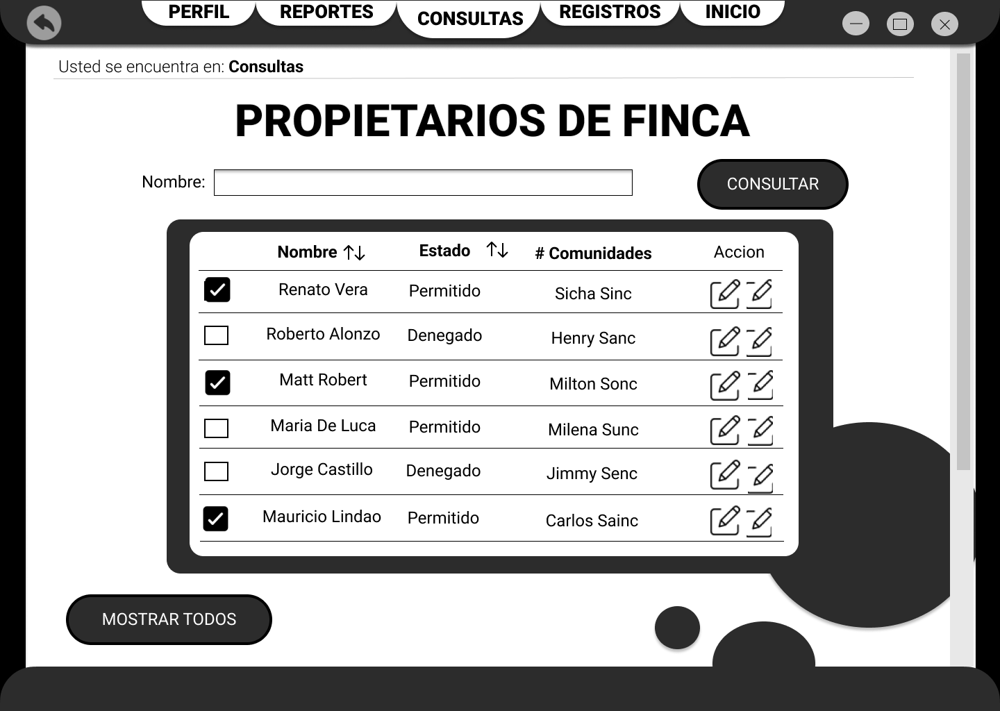 PERFIL REPORTES CONSULTAS REGISTROS INICIO
Usted se encuentra en: Consultas
PROPIETARIOS DE FINCA
Nombre: CONSULTAR
Nombre Estado # Comunidades Accion
Renato Vera Permitido Sicha Sinc
Roberto Alonzo Denegado Henry Sanc
Matt Robert Permitido Milton Sonc
Maria De Luca Permitido Milena Sunc
Jorge Castillo Denegado Jimmy Senc
Mauricio Lindao Permitido Carlos Sainc
MOSTRAR TODOS